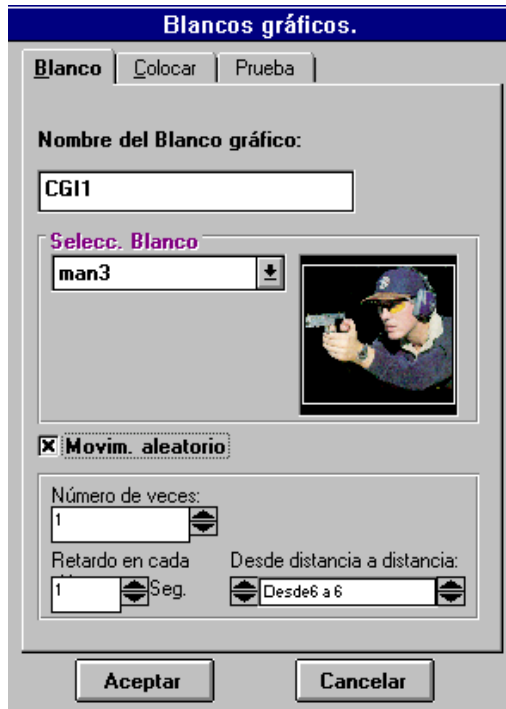 Blancos gráficos.
Blanco Colocar Prueba
Nombre del Blanco gráfico:
CGI1
Selecc. Blanco
man3
Movim. aleatorio
Número de veces:
1
Retardo en cada Desde distancia a distancia:
1 Seg. Desde6 a 6
Aceptar Cancelar